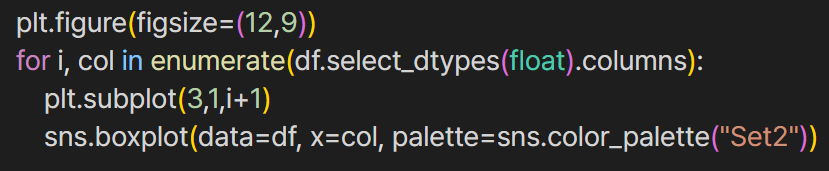 plt.figure(figsize=(12,9))
for i, col in enumerate(df.select_dtypes(float).columns):
    plt.subplot(3,1,i+1)
    sns.boxplot(data=df, x=col, palette=sns.color_palette("Set2"))